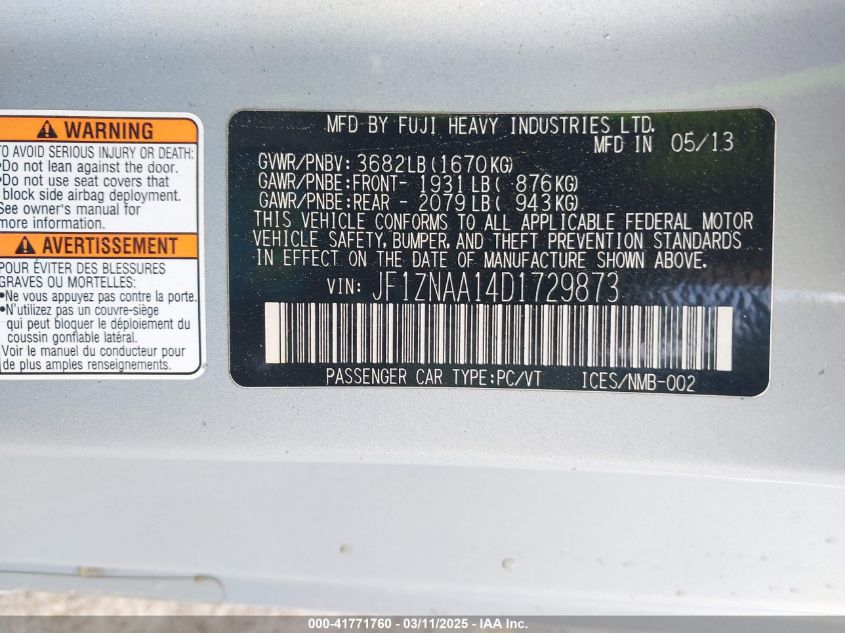 WARNING
TO AVOID SERIOUS INJURY OR DEATH:
•Do not lean against the door.
•Do not use seat covers that
block side airbag deployment.
See owner's manual for
more information.
AVERTISSEMENT
POUR ÉVITER DES BLESSURES
GRAVES OU MORTELLES:
•Ne vous appuyez pas contre la porte.
•N'utilizez pas un couvre-siège
qui peut bloquer le déploiement du
coussin gonflable latéral.
Voir le manuel du conducteur pour
de plus amples renseignements.
MFD BY FUJI HEAVY INDUSTRIES LTD.
MFD IN 05/13
GVWR/PNBV: 3682LB(1670KG)
GAWR/PNBE:FRONT- 1931LB( 876KG)
GAWR/PNBE:REAR - 2079LB( 943KG)
THIS VEHICLE CONFORMS TO ALL APPLICABLE FEDERAL MOTOR
VEHICLE SAFETY, BUMPER, AND THEFT PREVENTION STANDARDS
IN EFFECT ON THE DATE OF MANUFACTURE SHOWN ABOVE.
VIN: JF1ZNAA14D1729873
PASSENGER CAR TYPE:PC/VT ICES/NMB-002
000-41771760 - 03/11/2025 - IAA Inc.